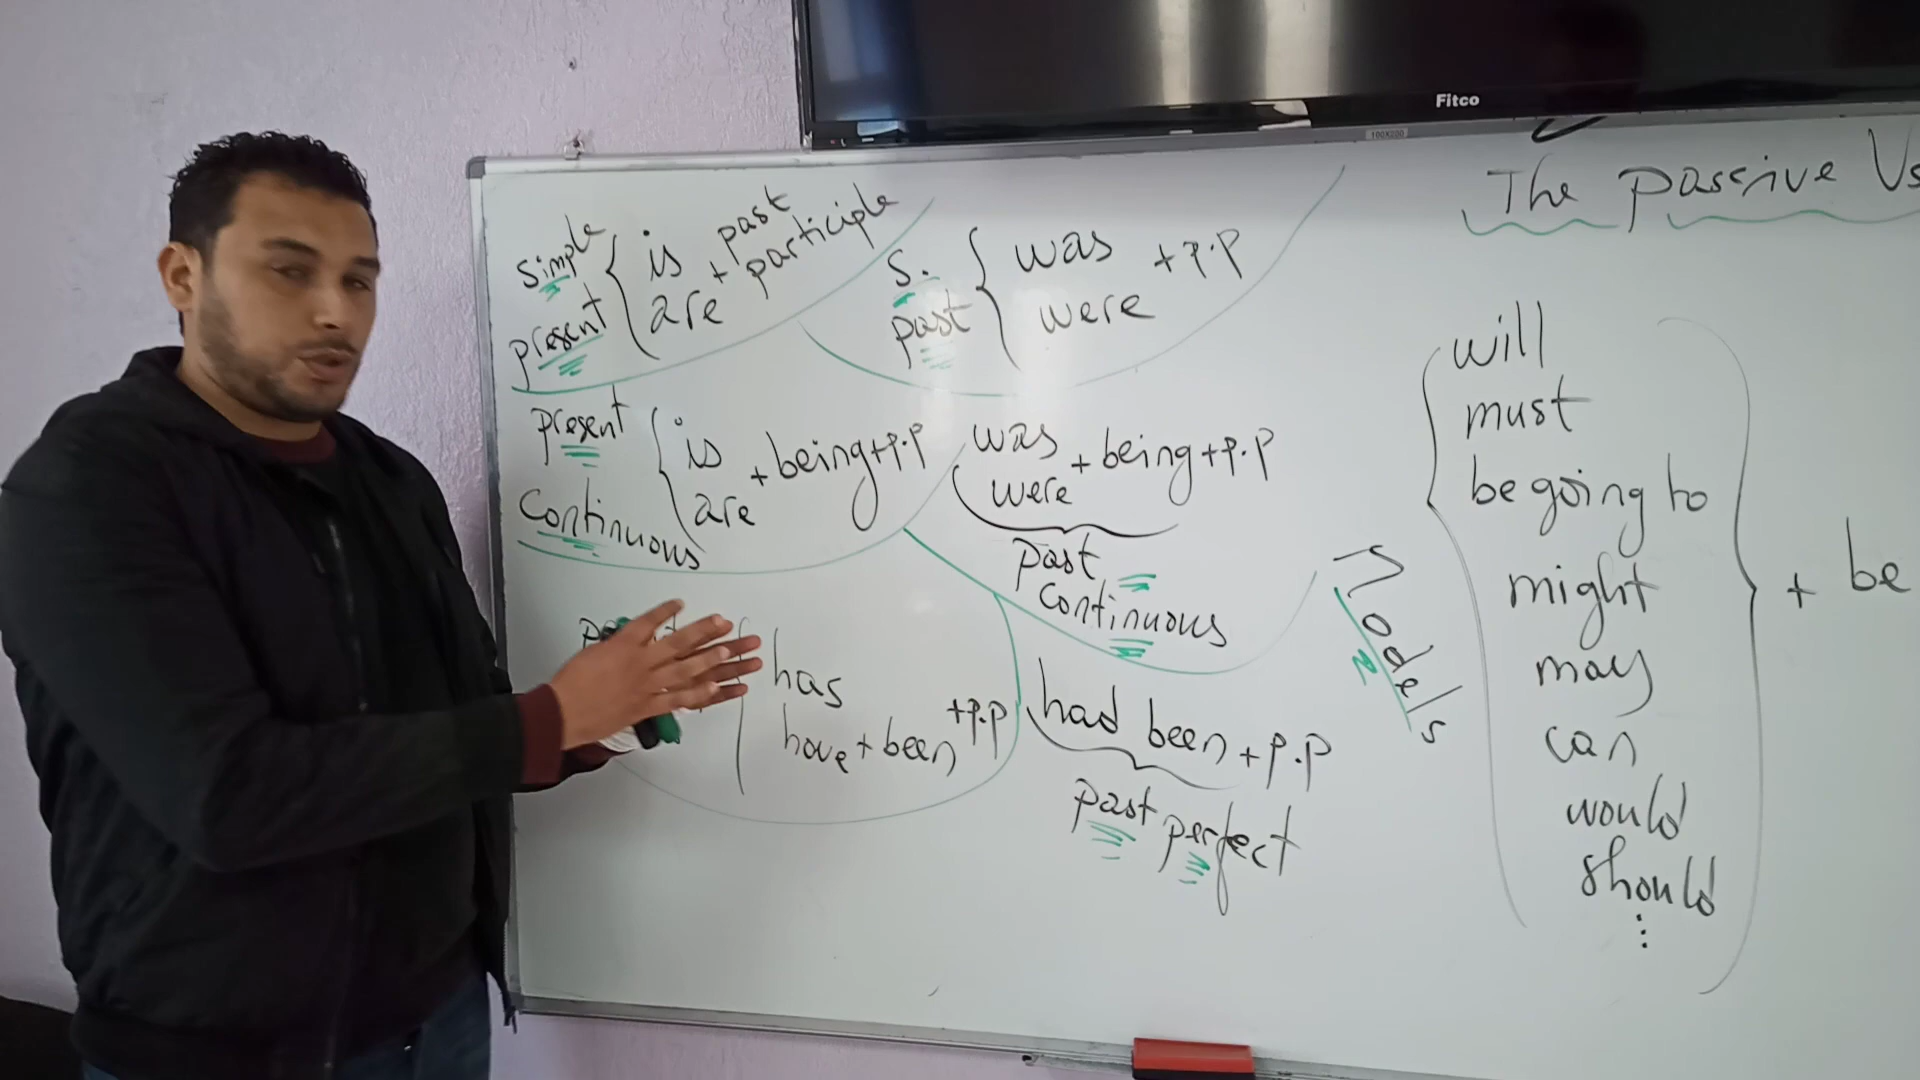 Fitco
100X200
The Passive Vs
Simple
present
is
are
+ past
participle
S.
past
was
were
+ p.p
present
Continuous
is
are
+ being + p.p
was
were
+ being + p.p
past
Continuous
has
have + been + p.p
had been + p.p
past perfect
Models
will
must
be going to
might
may
can
would
should
⋮
+ be